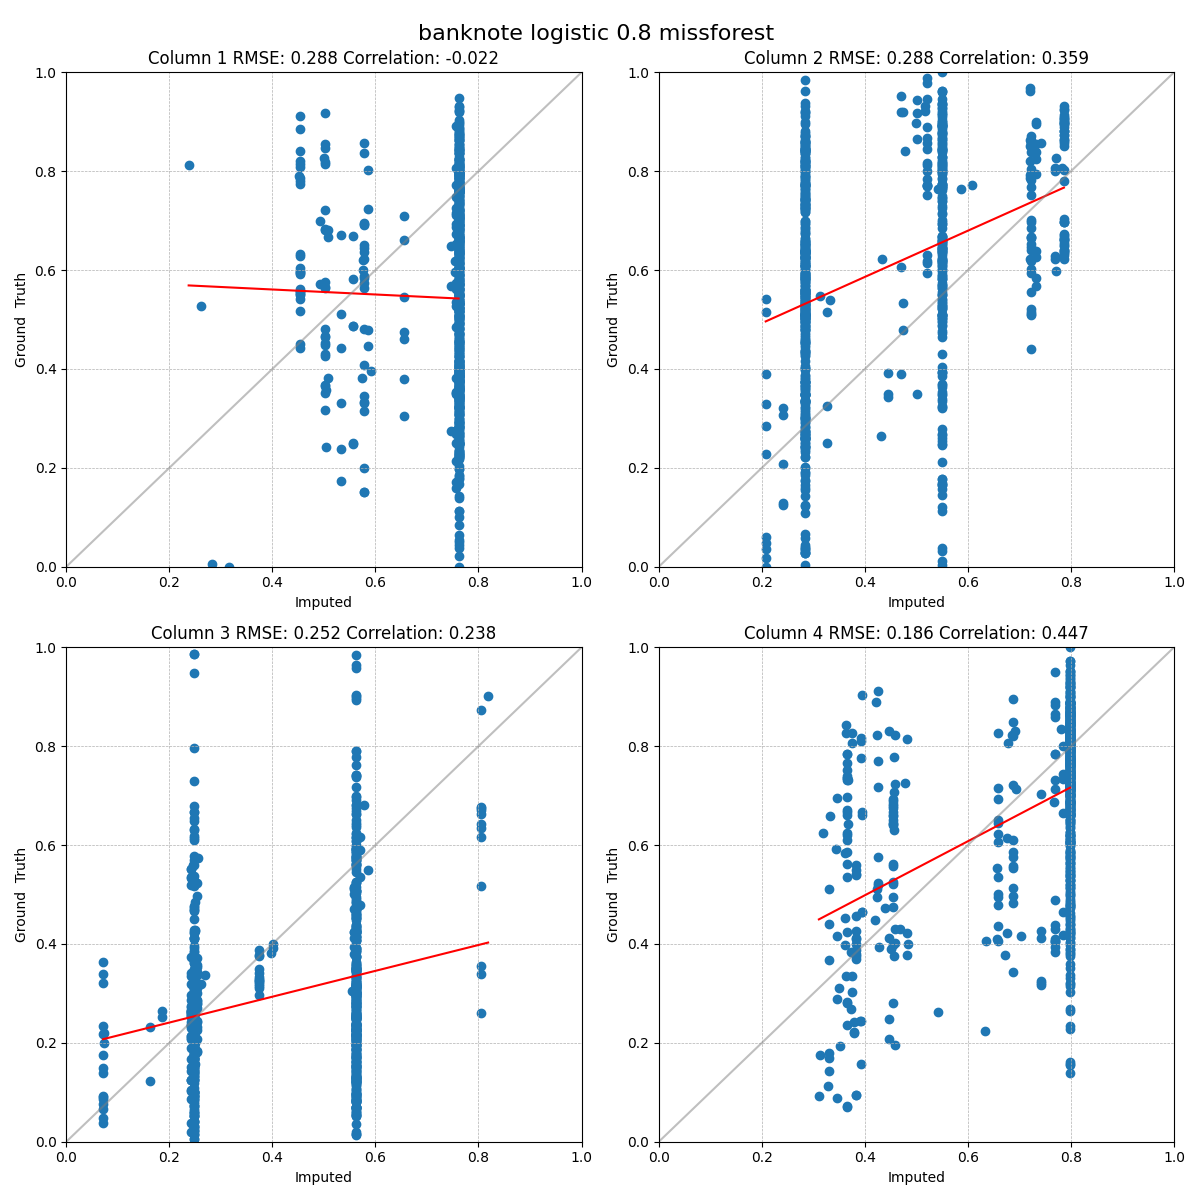 banknote logistic 0.8 missforest
Column 1 RMSE: 0.288 Correlation: -0.022
1.0
0.8
0.6
0.4
0.2
0.0
Ground Truth
0.0 0.2 0.4 0.6 0.8 1.0
Imputed
Column 2 RMSE: 0.288 Correlation: 0.359
1.0
0.8
0.6
0.4
0.2
0.0
Ground Truth
0.0 0.2 0.4 0.6 0.8 1.0
Imputed
Column 3 RMSE: 0.252 Correlation: 0.238
1.0
0.8
0.6
0.4
0.2
0.0
Ground Truth
0.0 0.2 0.4 0.6 0.8 1.0
Imputed
Column 4 RMSE: 0.186 Correlation: 0.447
1.0
0.8
0.6
0.4
0.2
0.0
Ground Truth
0.0 0.2 0.4 0.6 0.8 1.0
Imputed